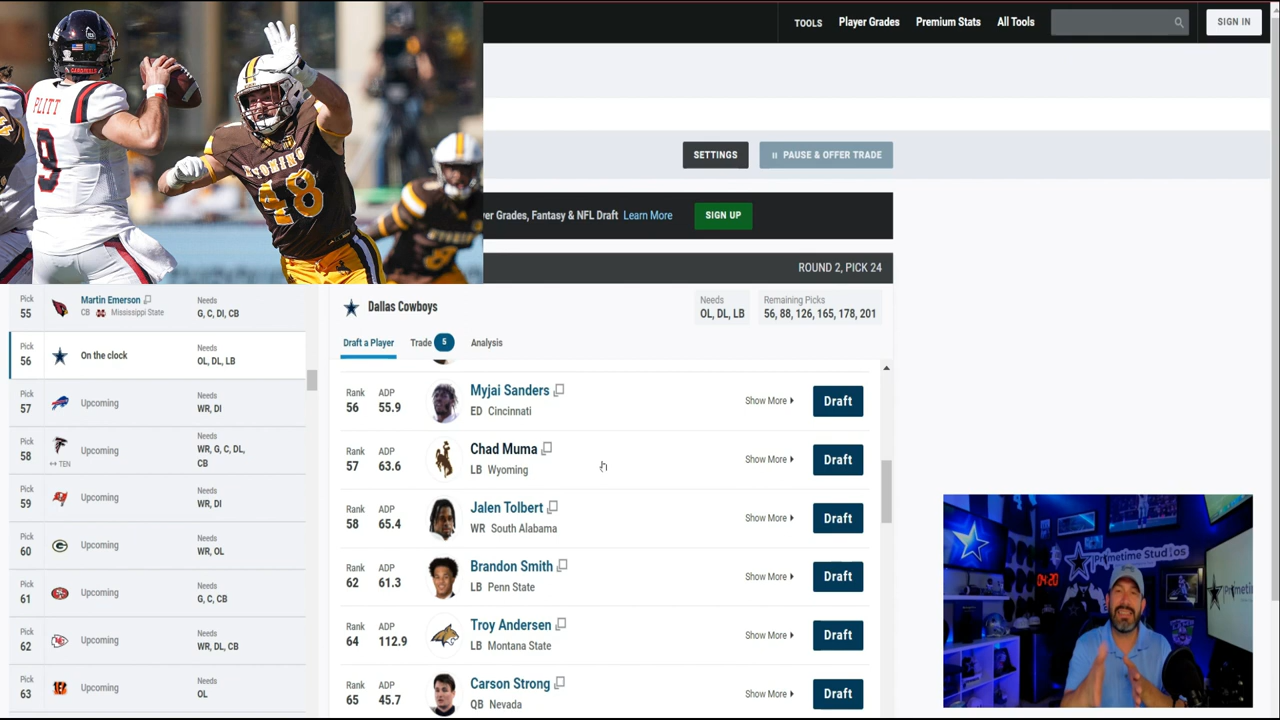 TOOLS
Player Grades
Premium Stats
All Tools
SIGN IN
PLITT
9
CARDINALS
WYOMING
48
SETTINGS
PAUSE & OFFER TRADE
yer Grades, Fantasy & NFL Draft Learn More
SIGN UP
ROUND 2, PICK 24
Pick
55
Martin Emerson
CB Mississippi State
Needs
G, C, DI, CB
Pick
56
On the clock
Needs
OL, DL, LB
Pick
57
Upcoming
Needs
WR, DI
Pick
58
TEN
Upcoming
Needs
WR, G, C, DL,
CB
Pick
59
Upcoming
Needs
WR, DI
Pick
60
Upcoming
Needs
WR, OL
Pick
61
Upcoming
Needs
G, C, CB
Pick
62
Upcoming
Needs
WR, DL, CB
Pick
63
Upcoming
Needs
OL
Dallas Cowboys
Needs
OL, DL, LB
Remaining Picks
56, 88, 126, 165, 178, 201
Draft a Player
Trade 5
Analysis
Rank
56
ADP
55.9
Myjai Sanders
ED Cincinnati
Show More
Draft
Rank
57
ADP
63.6
Chad Muma
LB Wyoming
Show More
Draft
Rank
58
ADP
65.4
Jalen Tolbert
WR South Alabama
Show More
Draft
Rank
62
ADP
61.3
Brandon Smith
LB Penn State
Show More
Draft
Rank
64
ADP
112.9
Troy Andersen
LB Montana State
Show More
Draft
Rank
65
ADP
45.7
Carson Strong
QB Nevada
Show More
Draft
Primetime Studios
04:20